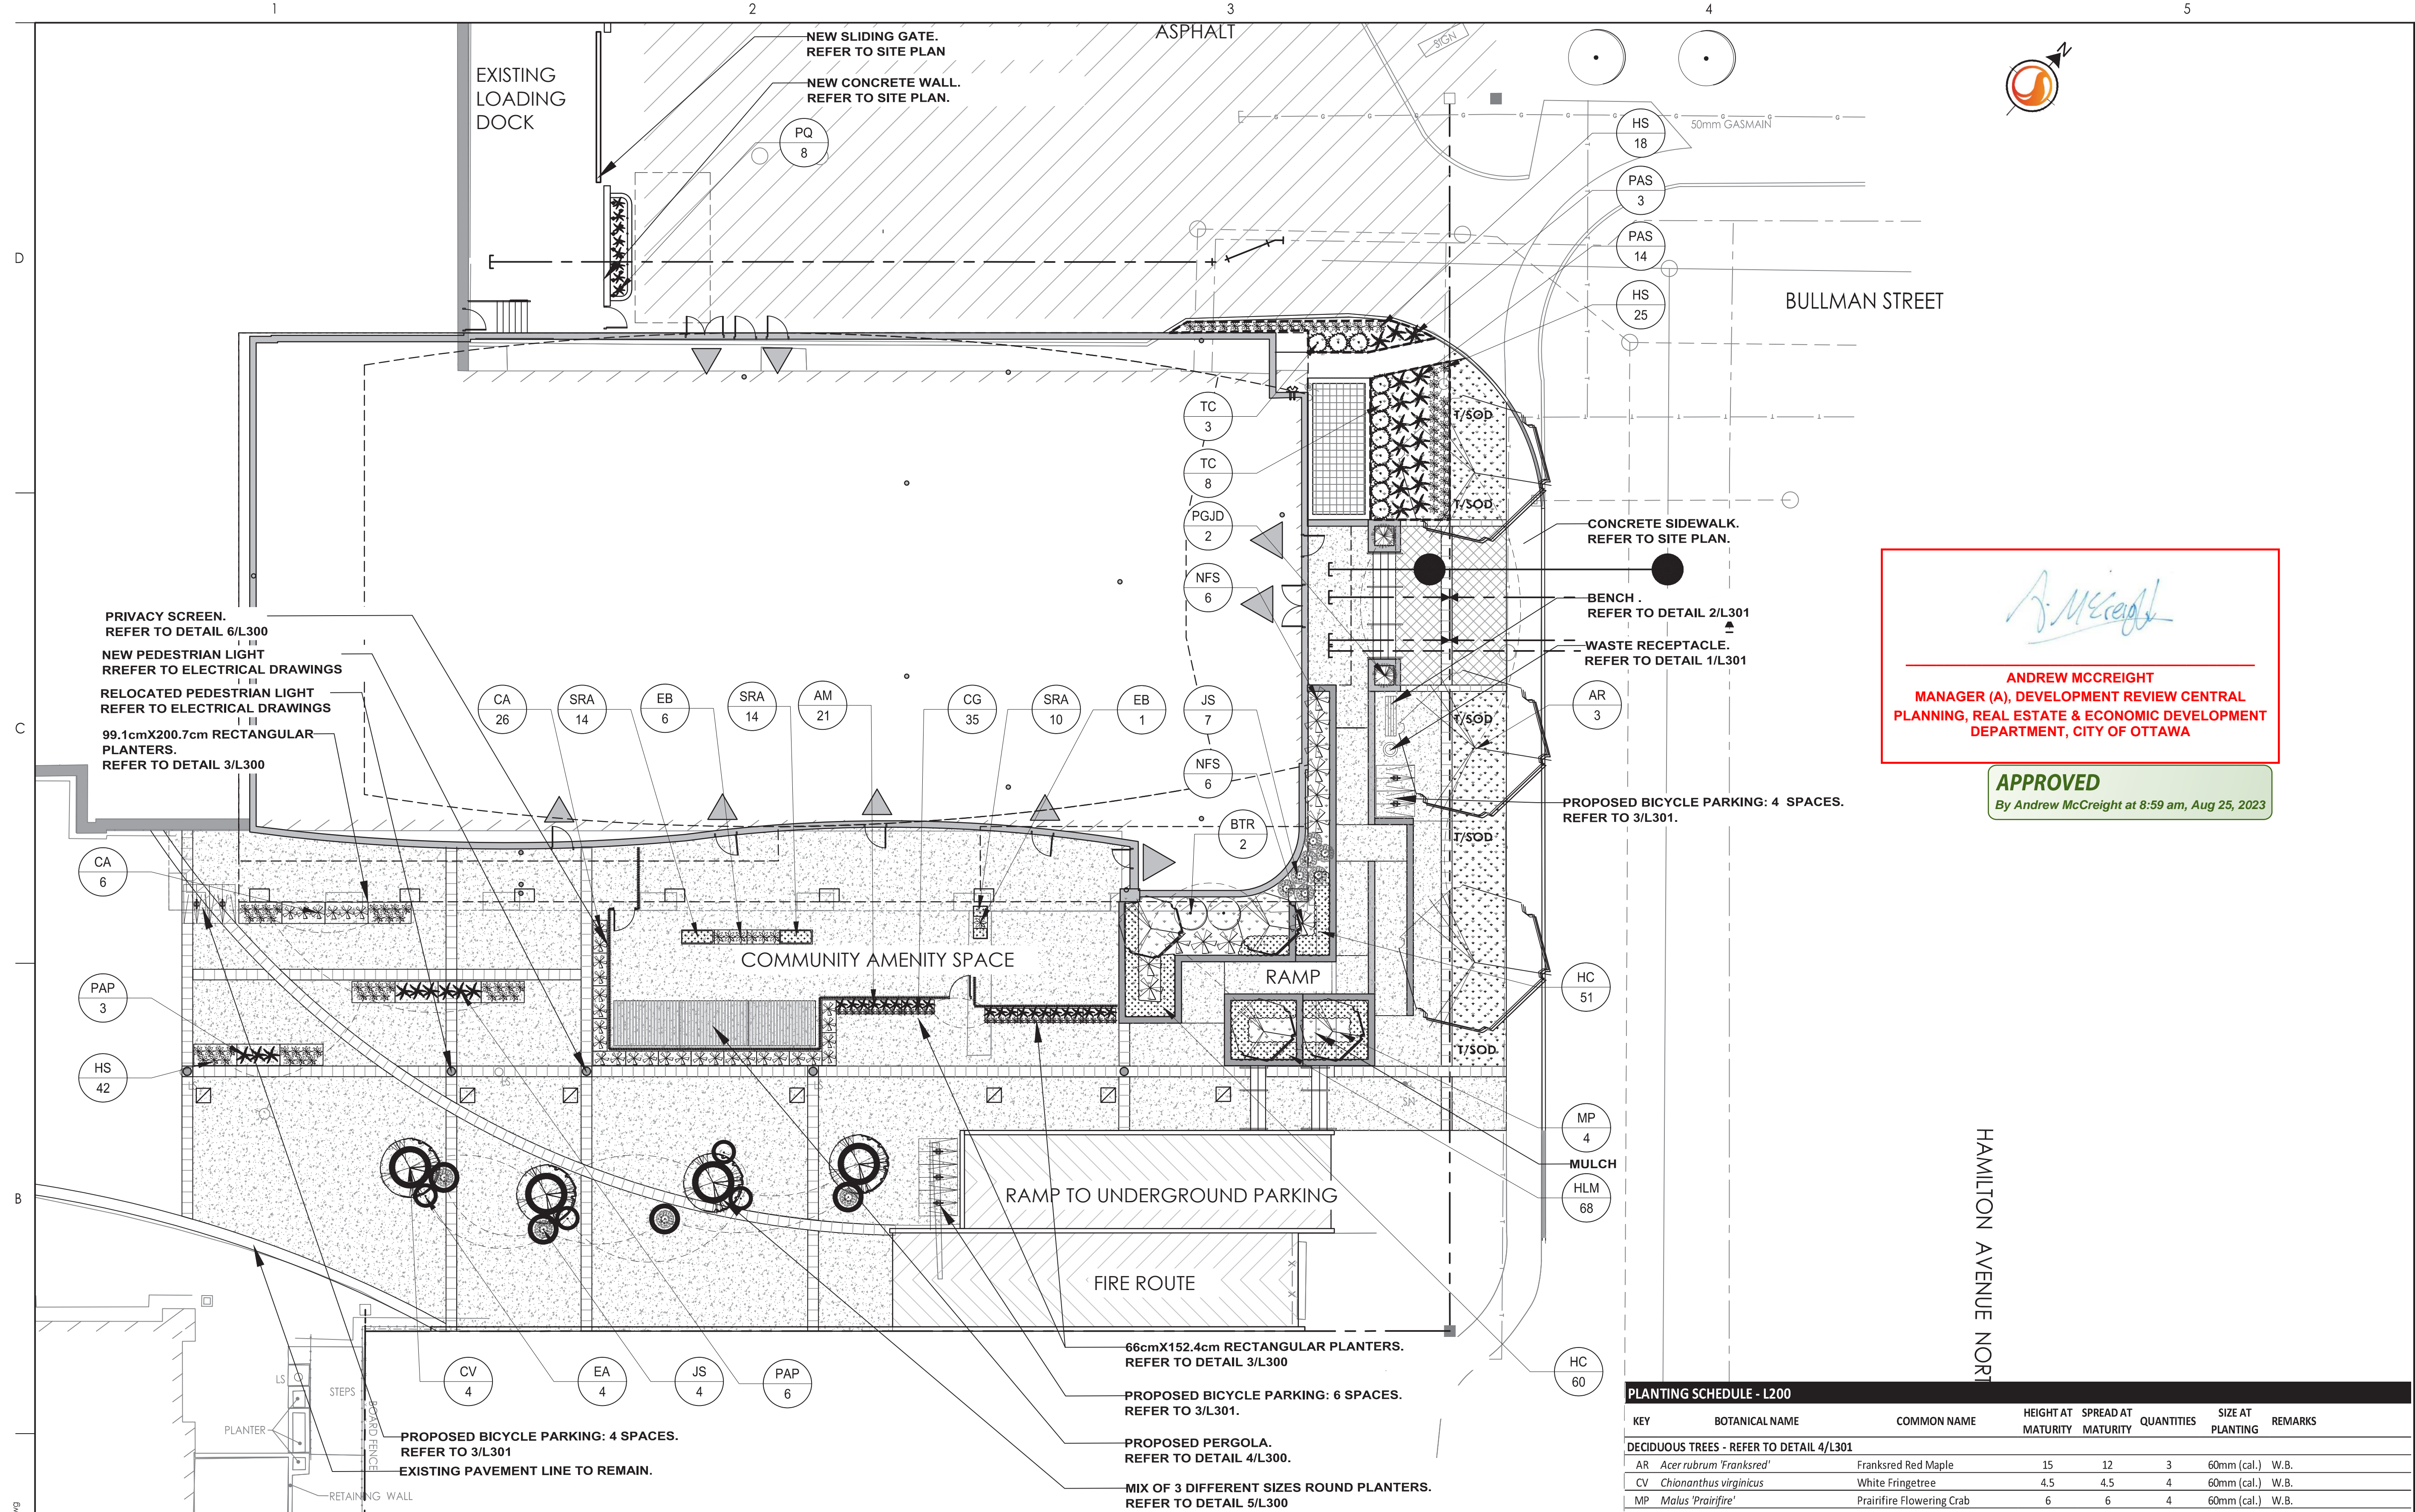 1
2
3
4
5
D
C
B
NEW SLIDING GATE.
REFER TO SITE PLAN
NEW CONCRETE WALL.
REFER TO SITE PLAN.
EXISTING
LOADING
DOCK
ASPHALT
SIGN
N
50mm GASMAIN
PQ
8
HS
18
PAS
3
PAS
14
HS
25
BULLMAN STREET
TC
3
TC
8
PGJD
2
NFS
6
T/SOD
T/SOD
CONCRETE SIDEWALK.
REFER TO SITE PLAN.
BENCH .
REFER TO DETAIL 2/L301
WASTE RECEPTACLE.
REFER TO DETAIL 1/L301
A. McCreight
ANDREW MCCREIGHT
MANAGER (A), DEVELOPMENT REVIEW CENTRAL
PLANNING, REAL ESTATE & ECONOMIC DEVELOPMENT
DEPARTMENT, CITY OF OTTAWA
APPROVED
By Andrew McCreight at 8:59 am, Aug 25, 2023
PRIVACY SCREEN.
REFER TO DETAIL 6/L300
NEW PEDESTRIAN LIGHT
RREFER TO ELECTRICAL DRAWINGS
RELOCATED PEDESTRIAN LIGHT
REFER TO ELECTRICAL DRAWINGS
99.1cmX200.7cm RECTANGULAR
PLANTERS.
REFER TO DETAIL 3/L300
CA
26
SRA
14
EB
6
SRA
14
AM
21
CG
35
SRA
10
EB
1
JS
7
NFS
6
BTR
2
AR
3
T/SOD
T/SOD
T/SOD
PROPOSED BICYCLE PARKING: 4 SPACES.
REFER TO 3/L301.
CA
6
PAP
3
HS
42
COMMUNITY AMENITY SPACE
RAMP
HC
51
MP
4
MULCH
HLM
68
LS
RAMP TO UNDERGROUND PARKING
FIRE ROUTE
HAMILTON AVENUE NORT
CV
4
EA
4
JS
4
PAP
6
HC
60
66cmX152.4cm RECTANGULAR PLANTERS.
REFER TO DETAIL 3/L300
PROPOSED BICYCLE PARKING: 6 SPACES.
REFER TO 3/L301.
PROPOSED PERGOLA.
REFER TO DETAIL 4/L300.
MIX OF 3 DIFFERENT SIZES ROUND PLANTERS.
REFER TO DETAIL 5/L300
LS
STEPS
PLANTER
BOARD FENCE
RETAINING WALL
PROPOSED BICYCLE PARKING: 4 SPACES.
REFER TO 3/L301
EXISTING PAVEMENT LINE TO REMAIN.
PLANTING SCHEDULE - L200
KEY BOTANICAL NAME COMMON NAME HEIGHT AT MATURITY SPREAD AT MATURITY QUANTITIES SIZE AT PLANTING REMARKS
DECIDUOUS TREES - REFER TO DETAIL 4/L301
AR Acer rubrum 'Franksred' Franksred Red Maple 15 12 3 60mm (cal.) W.B.
CV Chionanthus virginicus White Fringetree 4.5 4.5 4 60mm (cal.) W.B.
MP Malus 'Prairifire' Prairifire Flowering Crab 6 6 4 60mm (cal.) W.B.